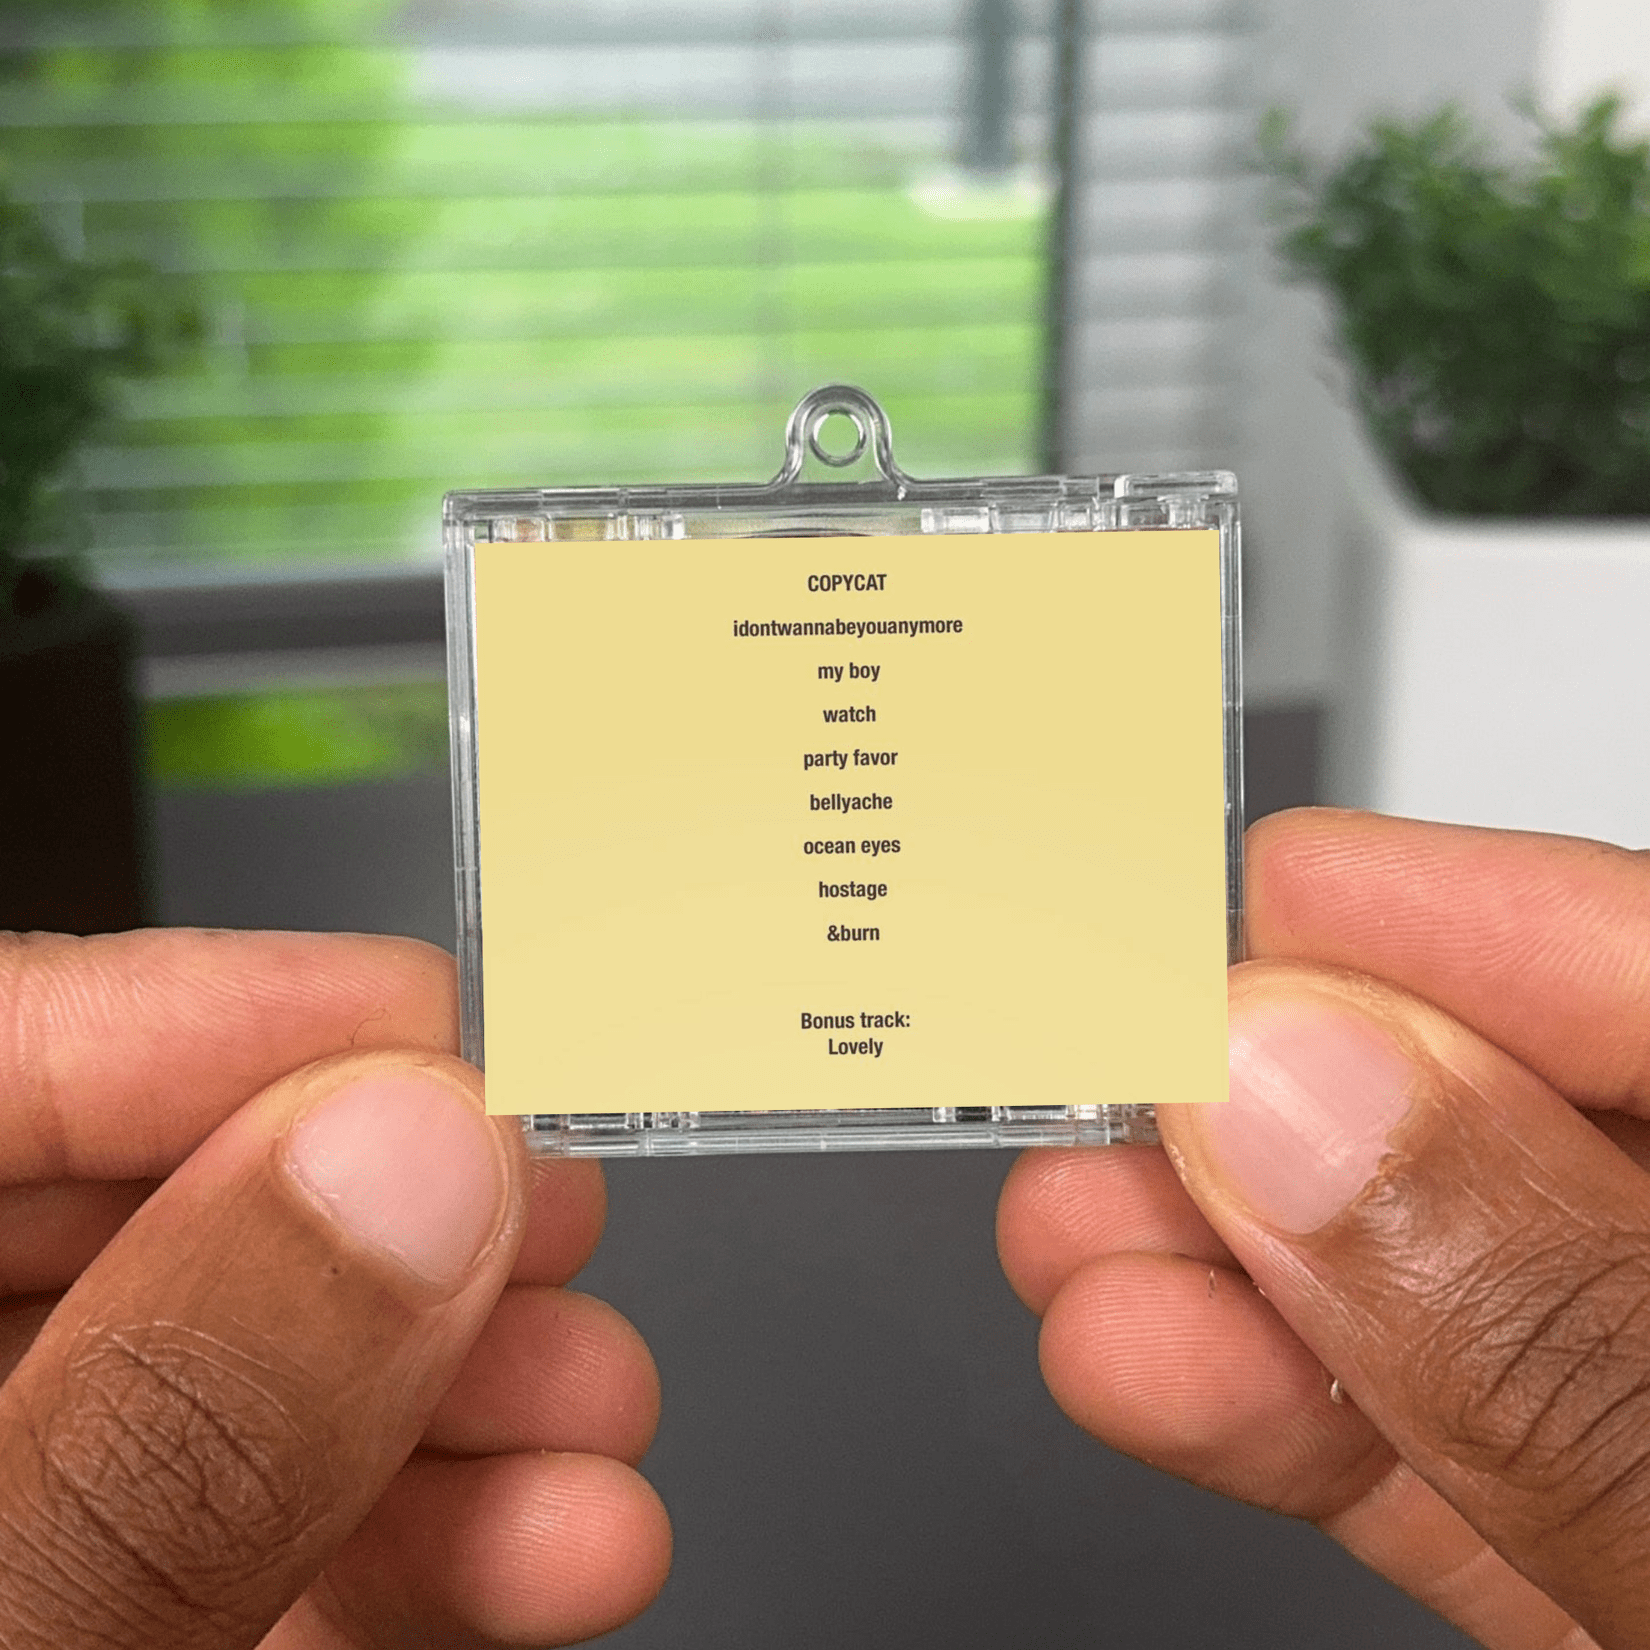 COPYCAT
idontwannabeyouanymore
my boy
watch
party favor
bellyache
ocean eyes
hostage
&burn
Bonus track:
Lovely